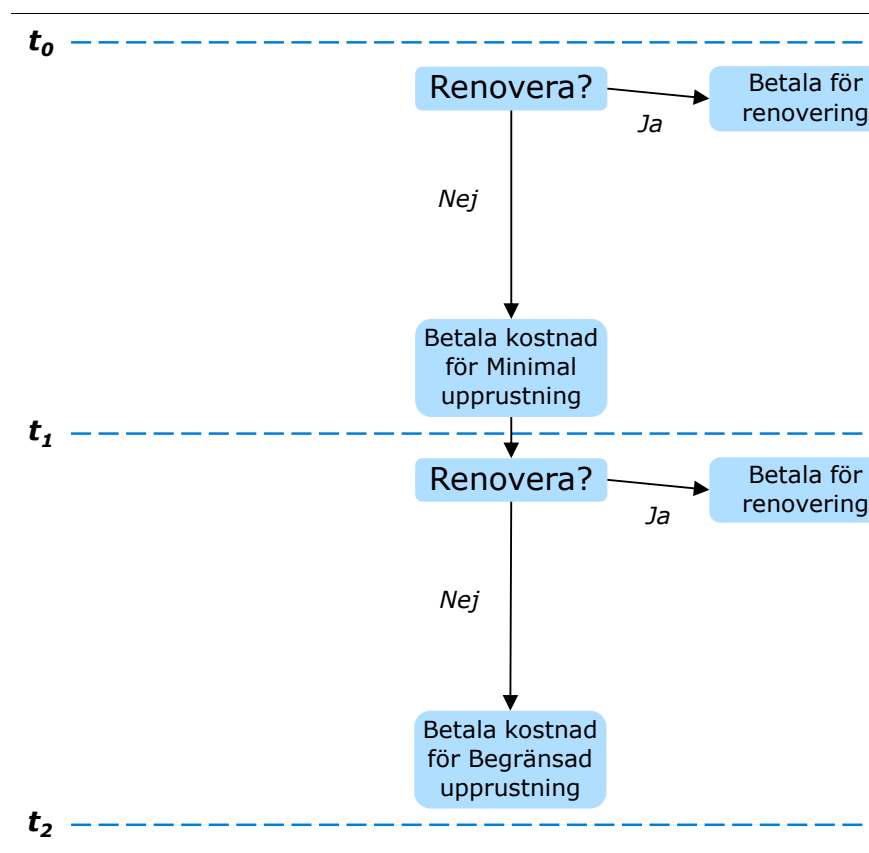 t0
Renovera?
Betala för
renovering
Ja
Nej
Betala kostnad
för Minimal
upprustning
t1
Renovera?
Betala för
renovering
Ja
Nej
Betala kostnad
för Begränsad
upprustning
t2